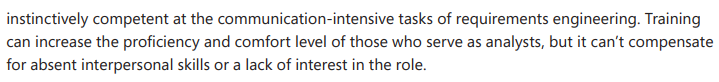 instinctively competent at the communication-intensive tasks of requirements engineering. Training
can increase the proficiency and comfort level of those who serve as analysts, but it can’t compensate
for absent interpersonal skills or a lack of interest in the role.